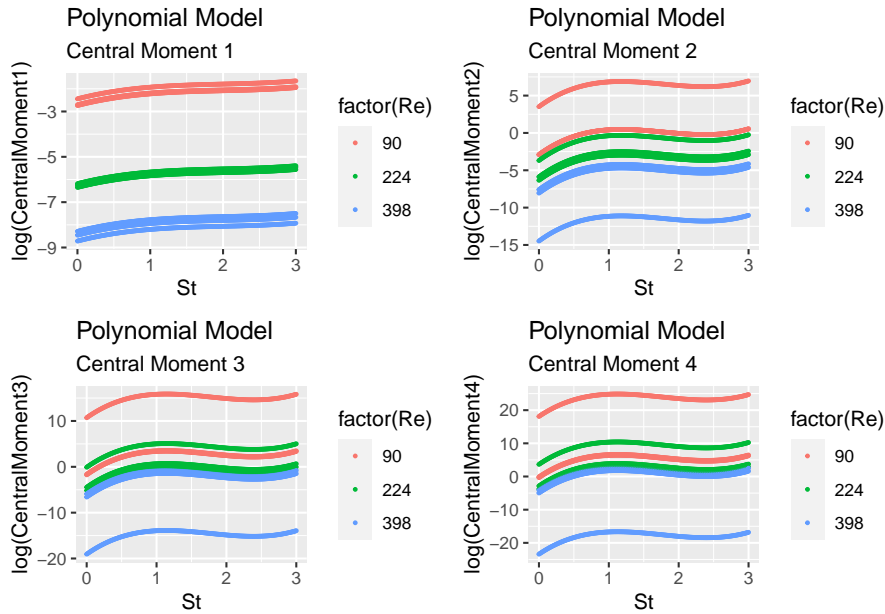 Polynomial Model
Central Moment 1
log(CentralMoment1)
−3
−5
−7
−9
0 1 2 3
St
factor(Re)
90
224
398
Polynomial Model
Central Moment 2
log(CentralMoment2)
5
0
−5
−10
−15
0 1 2 3
St
factor(Re)
90
224
398
Polynomial Model
Central Moment 3
log(CentralMoment3)
10
0
−10
−20
0 1 2 3
St
factor(Re)
90
224
398
Polynomial Model
Central Moment 4
log(CentralMoment4)
20
10
0
−10
−20
0 1 2 3
St
factor(Re)
90
224
398